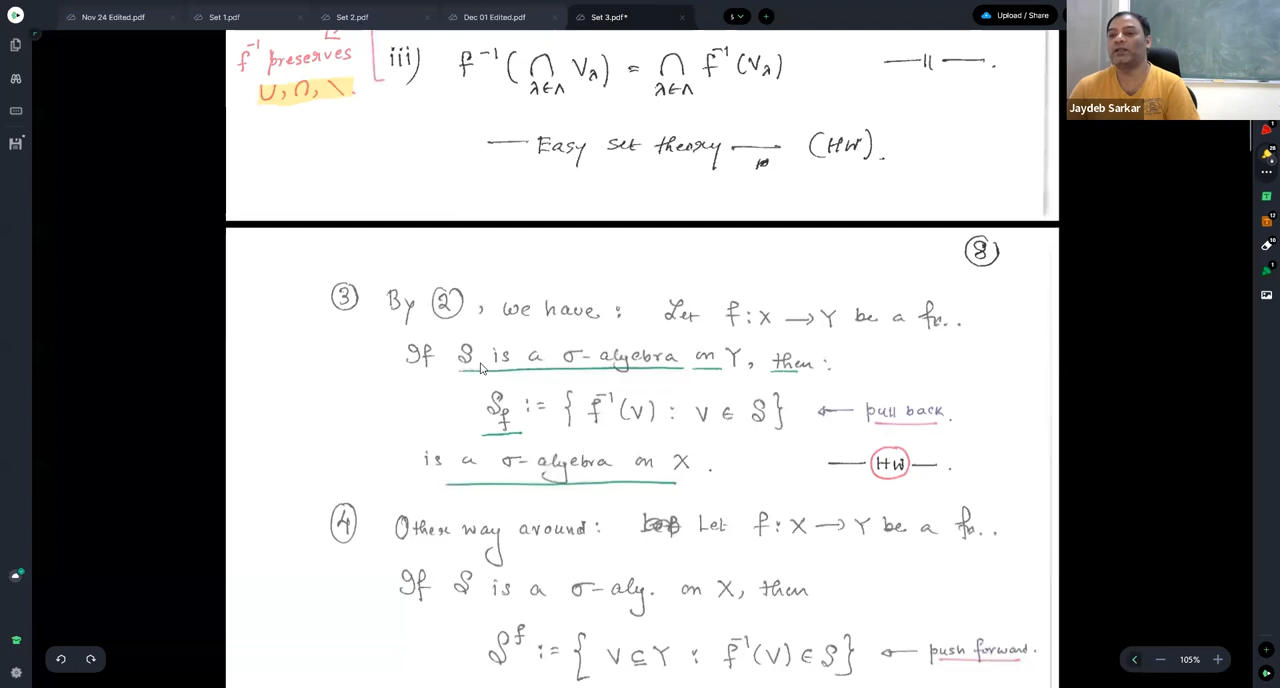 Nov 24 Edited.pdf
Set 1.pdf
Set 2.pdf
Dec 01 Edited.pdf
Set 3.pdf*
5
Upload / Share
Jaydeb Sarkar
f⁻¹ preserves
∪, ∩, \.
iii) f⁻¹(⋂_{λ∈Λ} V_λ) = ⋂_{λ∈Λ} f⁻¹(V_λ) —〃—.
— Easy set theory — (HW).
8
③ By ②, we have: Let f: X → Y be a fn..
If S is a σ-algebra on Y, then:
S_f := { f⁻¹(V) : V ∈ S } ← pull back.
is a σ-algebra on X. — HW —.
④ Other way around: Let f: X → Y be a fn..
If S is a σ-alg. on X, then
S^f := { V ⊆ Y : f⁻¹(V) ∈ S } ← push forward.
105%